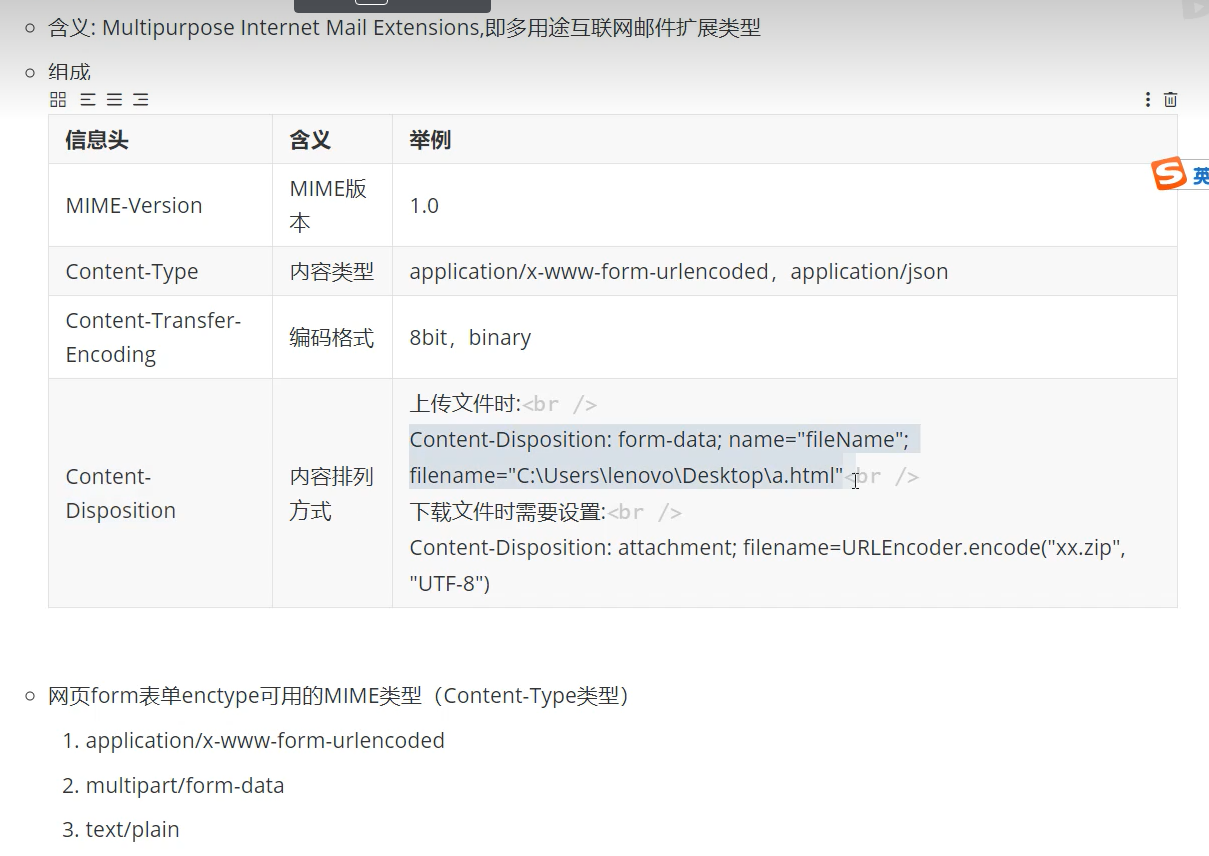 含义: Multipurpose Internet Mail Extensions,即多用途互联网邮件扩展类型
组成
信息头 含义 举例
MIME-Version MIME版本 1.0
Content-Type 内容类型 application/x-www-form-urlencoded，application/json
Content-Transfer-Encoding 编码格式 8bit，binary
Content-Disposition 内容排列方式
上传文件时:<br />
Content-Disposition: form-data; name="fileName";
filename="C:\Users\lenovo\Desktop\a.html"<br />
下载文件时需要设置:<br />
Content-Disposition: attachment; filename=URLEncoder.encode("xx.zip",
"UTF-8")
S 英
网页form表单enctype可用的MIME类型（Content-Type类型）
1. application/x-www-form-urlencoded
2. multipart/form-data
3. text/plain